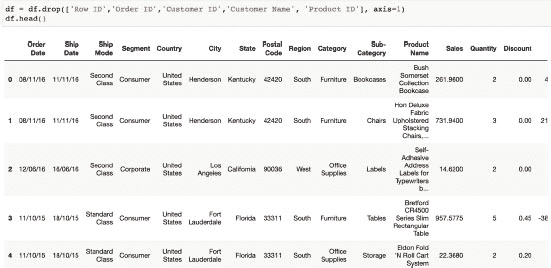 df = df.drop(['Row ID','Order ID','Customer ID','Customer Name', 'Product ID'], axis=1)
df.head()
Order Date Ship Date Ship Mode Segment Country City State Postal Code Region Category Sub-Category Product Name Sales Quantity Discount
0 08/11/16 11/11/16 Second Class Consumer United States Henderson Kentucky 42420 South Furniture Bookcases Bush Somerset Collection Bookcase 261.9600 2 0.00 4
1 08/11/16 11/11/16 Second Class Consumer United States Henderson Kentucky 42420 South Furniture Chairs Hon Deluxe Fabric Upholstered Stacking Chairs,... 731.9400 3 0.00 21
2 12/06/16 16/06/16 Second Class Corporate United States Los Angeles California 90036 West Office Supplies Labels Self-Adhesive Address Labels for Typewriters b... 14.6200 2 0.00
3 11/10/15 18/10/15 Standard Class Consumer United States Fort Lauderdale Florida 33311 South Furniture Tables Bretford CR4500 Series Slim Rectangular Table 957.5775 5 0.45 -38
4 11/10/15 18/10/15 Standard Class Consumer United States Fort Lauderdale Florida 33311 South Office Supplies Storage Eldon Fold 'N Roll Cart System 22.3680 2 0.20